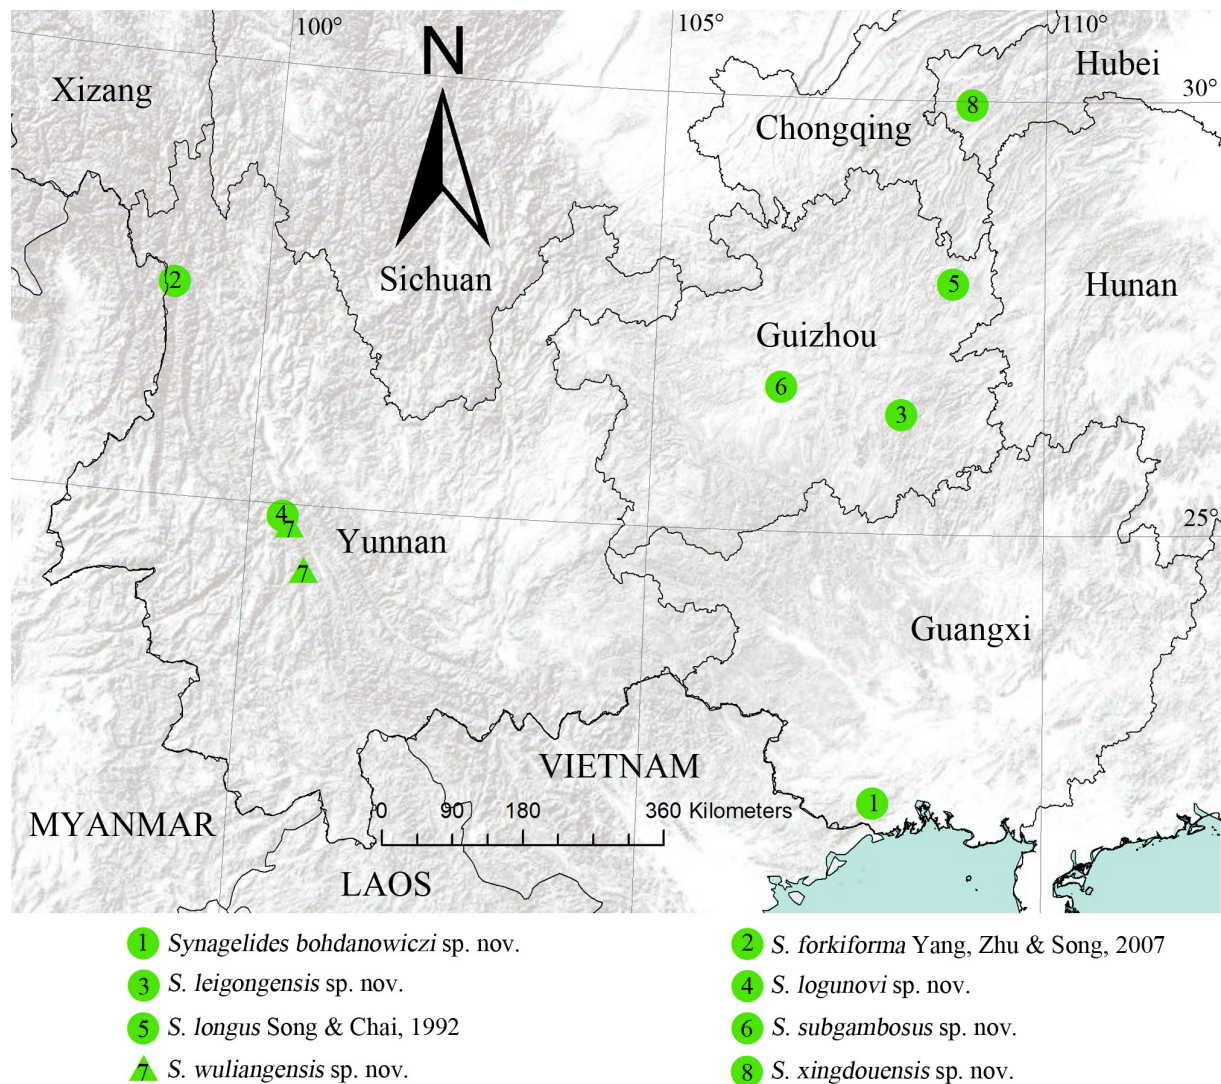 100°
105°
110°
N
Xizang
Hubei
30°
8
Chongqing
2
Sichuan
5
Hunan
Guizhou
6
3
4
7
Yunnan
25°
7
Guangxi
VIETNAM
1
0 90 180 360 Kilometers
MYANMAR
LAOS
1 Synagelides bohdanowiczi sp. nov.
2 S. forkiforma Yang, Zhu & Song, 2007
3 S. leigongensis sp. nov.
4 S. logunovi sp. nov.
5 S. longus Song & Chai, 1992
6 S. subgambosus sp. nov.
7 S. wuliangensis sp. nov.
8 S. xingdouensis sp. nov.